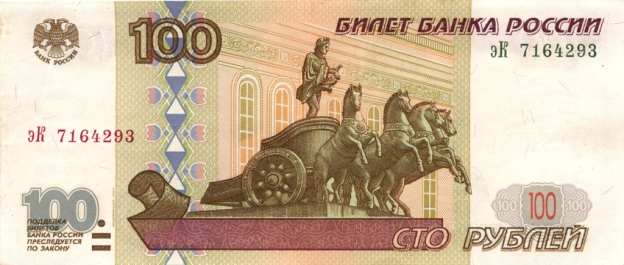 БИЛЕТ БАНКА РОССИИ
100
эК 7164293
БАНК РОССИИ
эК 7164293
100
ПОДДЕЛКА
БИЛЕТОВ
БАНКА РОССИИ
ПРЕСЛЕДУЕТСЯ
ПО ЗАКОНУ
100
100
100
СТО РУБЛЕЙ